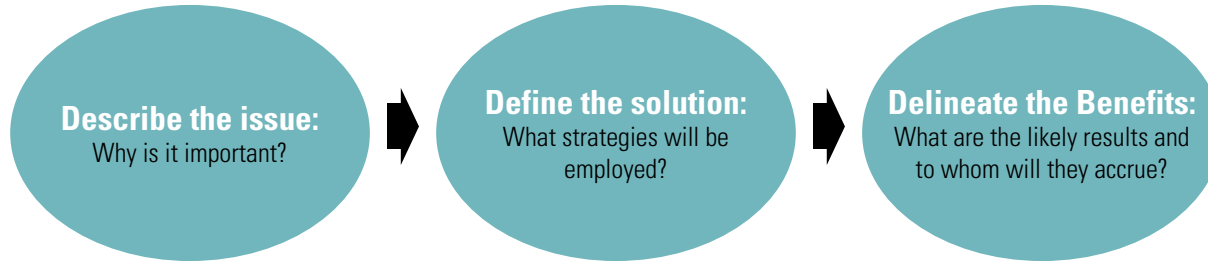 Describe the issue:
Why is it important?
Define the solution:
What strategies will be
employed?
Delineate the Benefits:
What are the likely results and
to whom will they accrue?